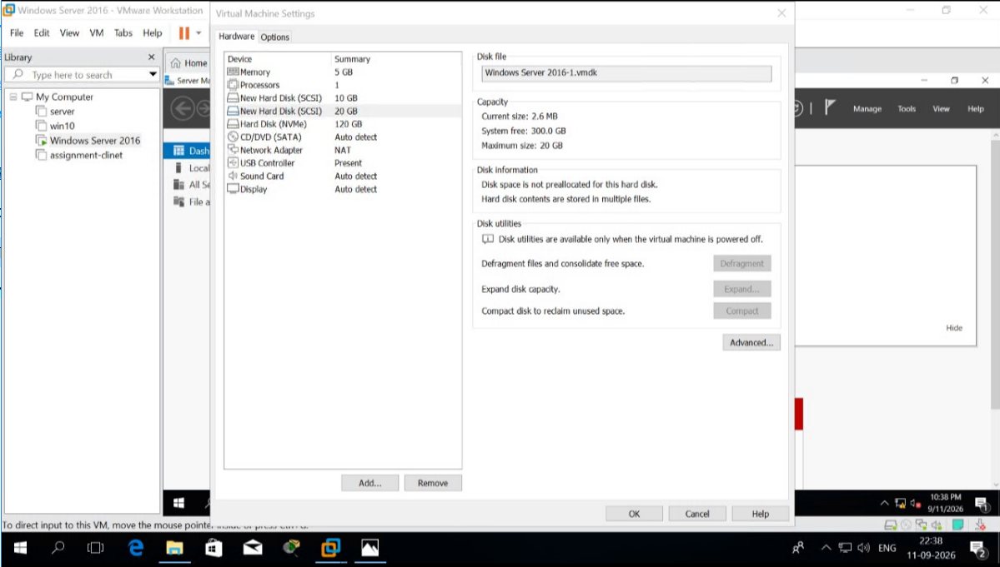 Windows Server 2016 - VMware Workstation
File Edit View VM Tabs Help
Library
Type here to search
My Computer
server
win10
Windows Server 2016
assignment-clinet
Home
Server Ma
Dash
Local
All Se
File a
Virtual Machine Settings
Hardware Options
Device Summary
Memory 5 GB
Processors 1
New Hard Disk (SCSI) 10 GB
New Hard Disk (SCSI) 20 GB
Hard Disk (NVMe) 120 GB
CD/DVD (SATA) Auto detect
Network Adapter NAT
USB Controller Present
Sound Card Auto detect
Display Auto detect
Add... Remove
Disk file
Windows Server 2016-1.vmdk
Capacity
Current size: 2.6 MB
System free: 300.0 GB
Maximum size: 20 GB
Disk information
Disk space is not preallocated for this hard disk.
Hard disk contents are stored in multiple files.
Disk utilities
Disk utilities are available only when the virtual machine is powered off.
Defragment files and consolidate free space. Defragment
Expand disk capacity. Expand...
Compact disk to reclaim unused space. Compact
Advanced...
OK Cancel Help
Manage Tools View Help
Hide
10:38 PM
9/11/2026
1
To direct input to this VM, move the mouse pointer
ENG
22:38
11-09-2026
2